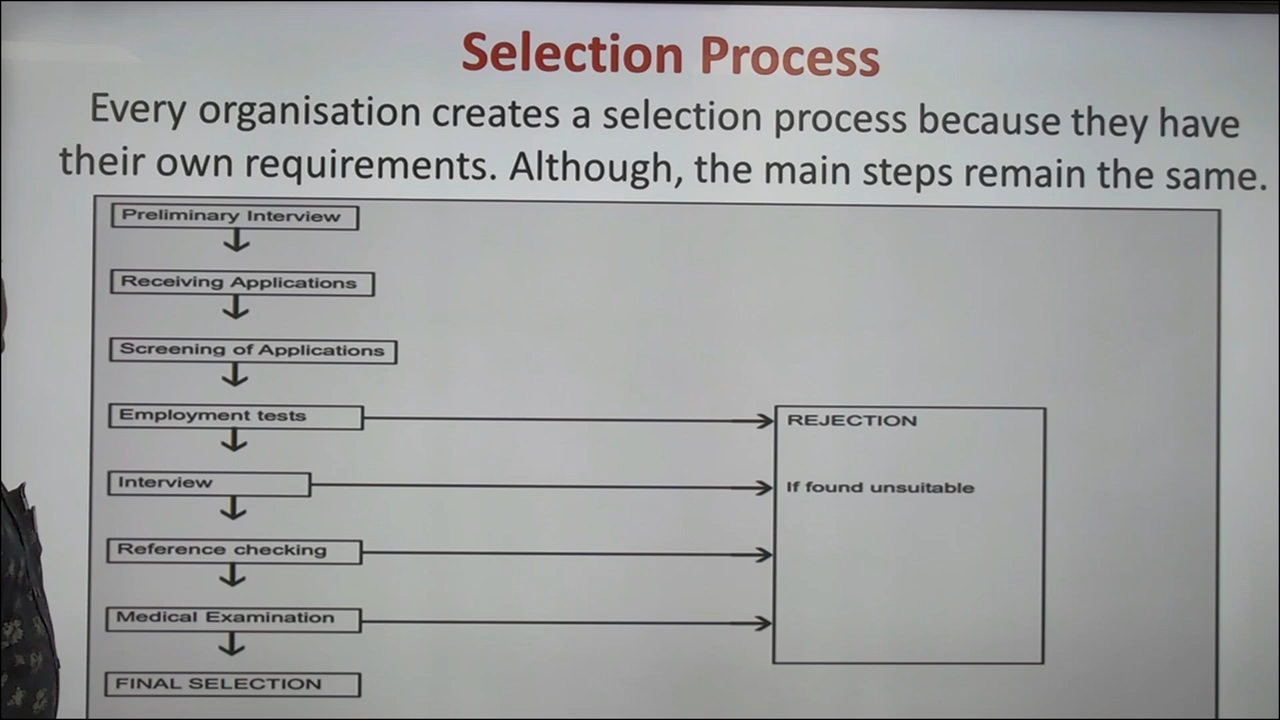 Selection Process
Every organisation creates a selection process because they have
their own requirements. Although, the main steps remain the same.
Preliminary Interview
Receiving Applications
Screening of Applications
Employment tests
REJECTION
Interview
If found unsuitable
Reference checking
Medical Examination
FINAL SELECTION